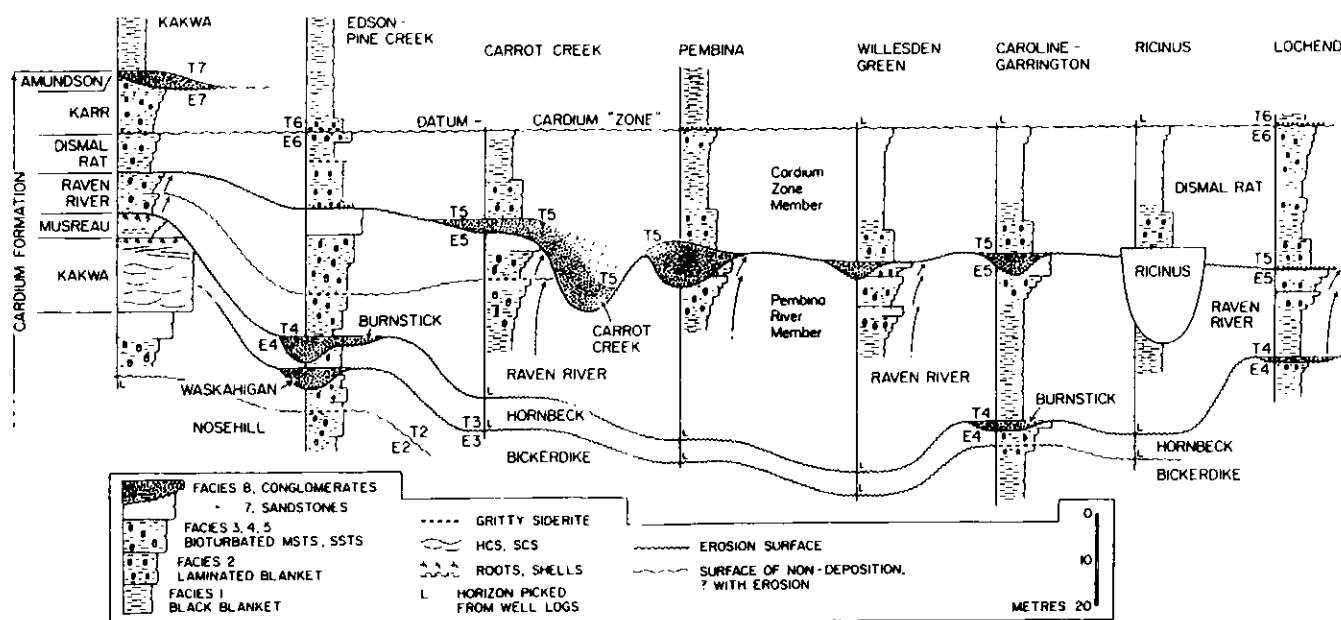 KAKWA
EDSON-
PINE CREEK
CARROT CREEK
PEMBINA
WILLESDEN
GREEN
CAROLINE-
GARRINGTON
RICINUS
LOCHEND
CARDIUM FORMATION
AMUNDSON
KARR
DISMAL
RAT
RAVEN
RIVER
MUSREAU
KAKWA
T7
E7
T6
E6
DATUM -
CARDIUM "ZONE"
T6
E6
Cardium
Zone
Member
DISMAL RAT
T5
E5
T5
T5
T5
T5
E5
T5
E5
RICINUS
CARROT
CREEK
Pembina
River
Member
RAVEN
RIVER
T4
E4
BURNSTICK
T4
E4
WASKAHIGAN
NOSEHILL
T2
E2
T3
E3
RAVEN RIVER
HORNBECK
BICKERDIKE
RAVEN RIVER
T4
E4
BURNSTICK
HORNBECK
BICKERDIKE
L
L
L
L
L
L
L
L
L
L
L
L
L
L
FACIES 8, CONGLOMERATES
" 7, SANDSTONES
FACIES 3, 4, 5
BIOTURBATED MSTS, SSTS
FACIES 2
LAMINATED BLANKET
FACIES 1
BLACK BLANKET
GRITTY SIDERITE
HCS, SCS
ROOTS, SHELLS
L HORIZON PICKED
FROM WELL LOGS
EROSION SURFACE
SURFACE OF NON-DEPOSITION,
? WITH EROSION
0
10
METRES 20